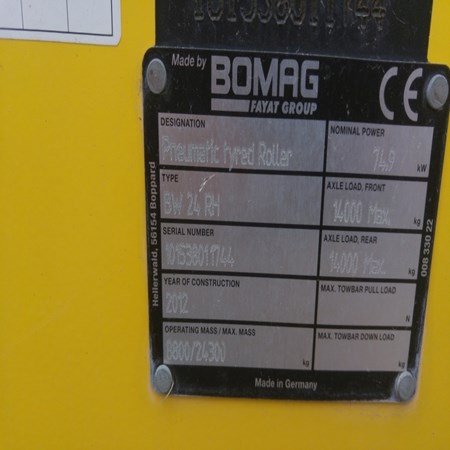 Made by BOMAG
FAYAT GROUP
CE
DESIGNATION
Pneumatic tyred Roller
NOMINAL POWER
74.9 kW
TYPE
BW 24 RH
AXLE LOAD, FRONT
14000 Max. kg
SERIAL NUMBER
101538011744
AXLE LOAD, REAR
14000 Max. kg
YEAR OF CONSTRUCTION
2012
MAX. TOWBAR PULL LOAD
N
OPERATING MASS / MAX. MASS
8800/24300 kg
MAX. TOWBAR DOWN LOAD
kg
Made in Germany
Hellerwald, 56154 Boppard
008 330 22